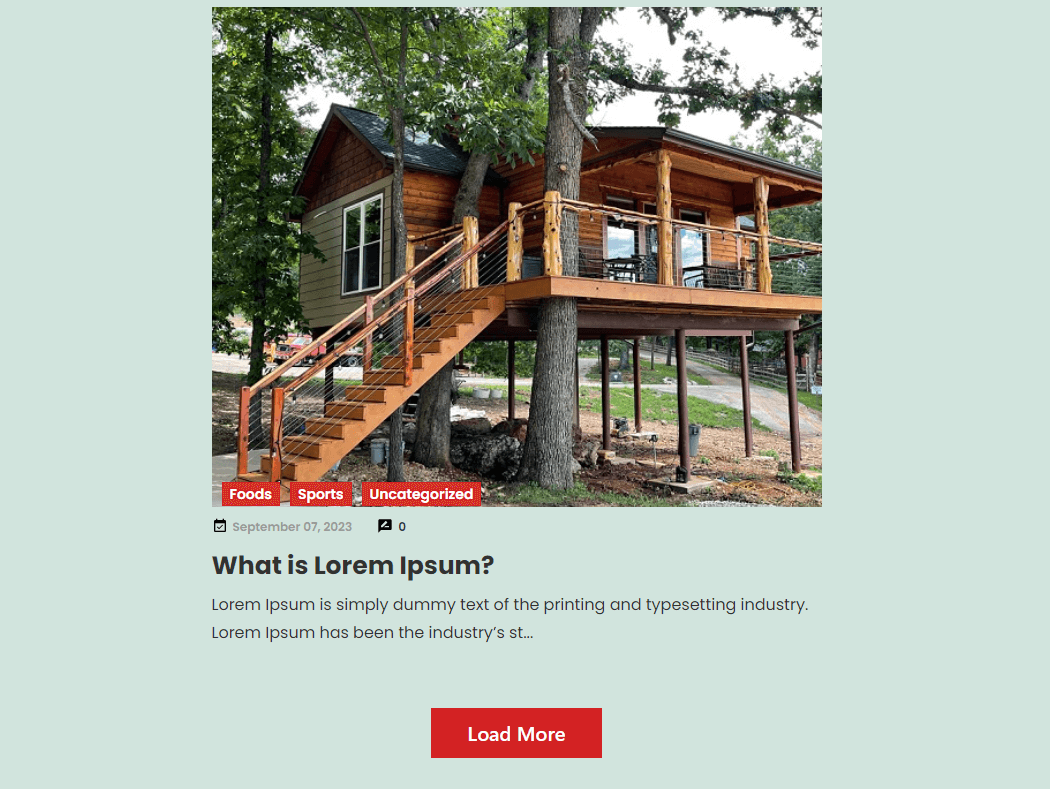 Foods Sports Uncategorized
September 07, 2023 0
What is Lorem Ipsum?
Lorem Ipsum is simply dummy text of the printing and typesetting industry.
Lorem Ipsum has been the industry’s st...
Load More